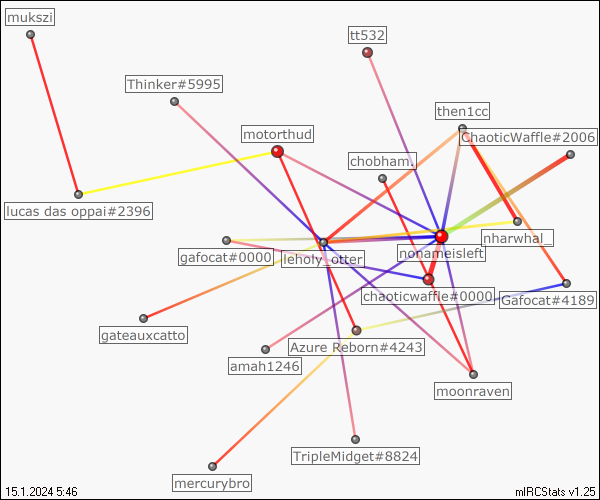 mukszi
tt532
Thinker#5995
then1cc
motorthud
ChaoticWaffle#2006
chobham.
lucas das oppai#2396
nharwhal_
gafocat#0000
leholy_otter_
nonameisleft
chaoticwaffle#0000
Gafocat#4189
gateauxcatto
Azure Reborn#4243
amah1246
moonraven
TripleMidget#8824
mercurybro
15.1.2024 5:46
mIRCStats v1.25